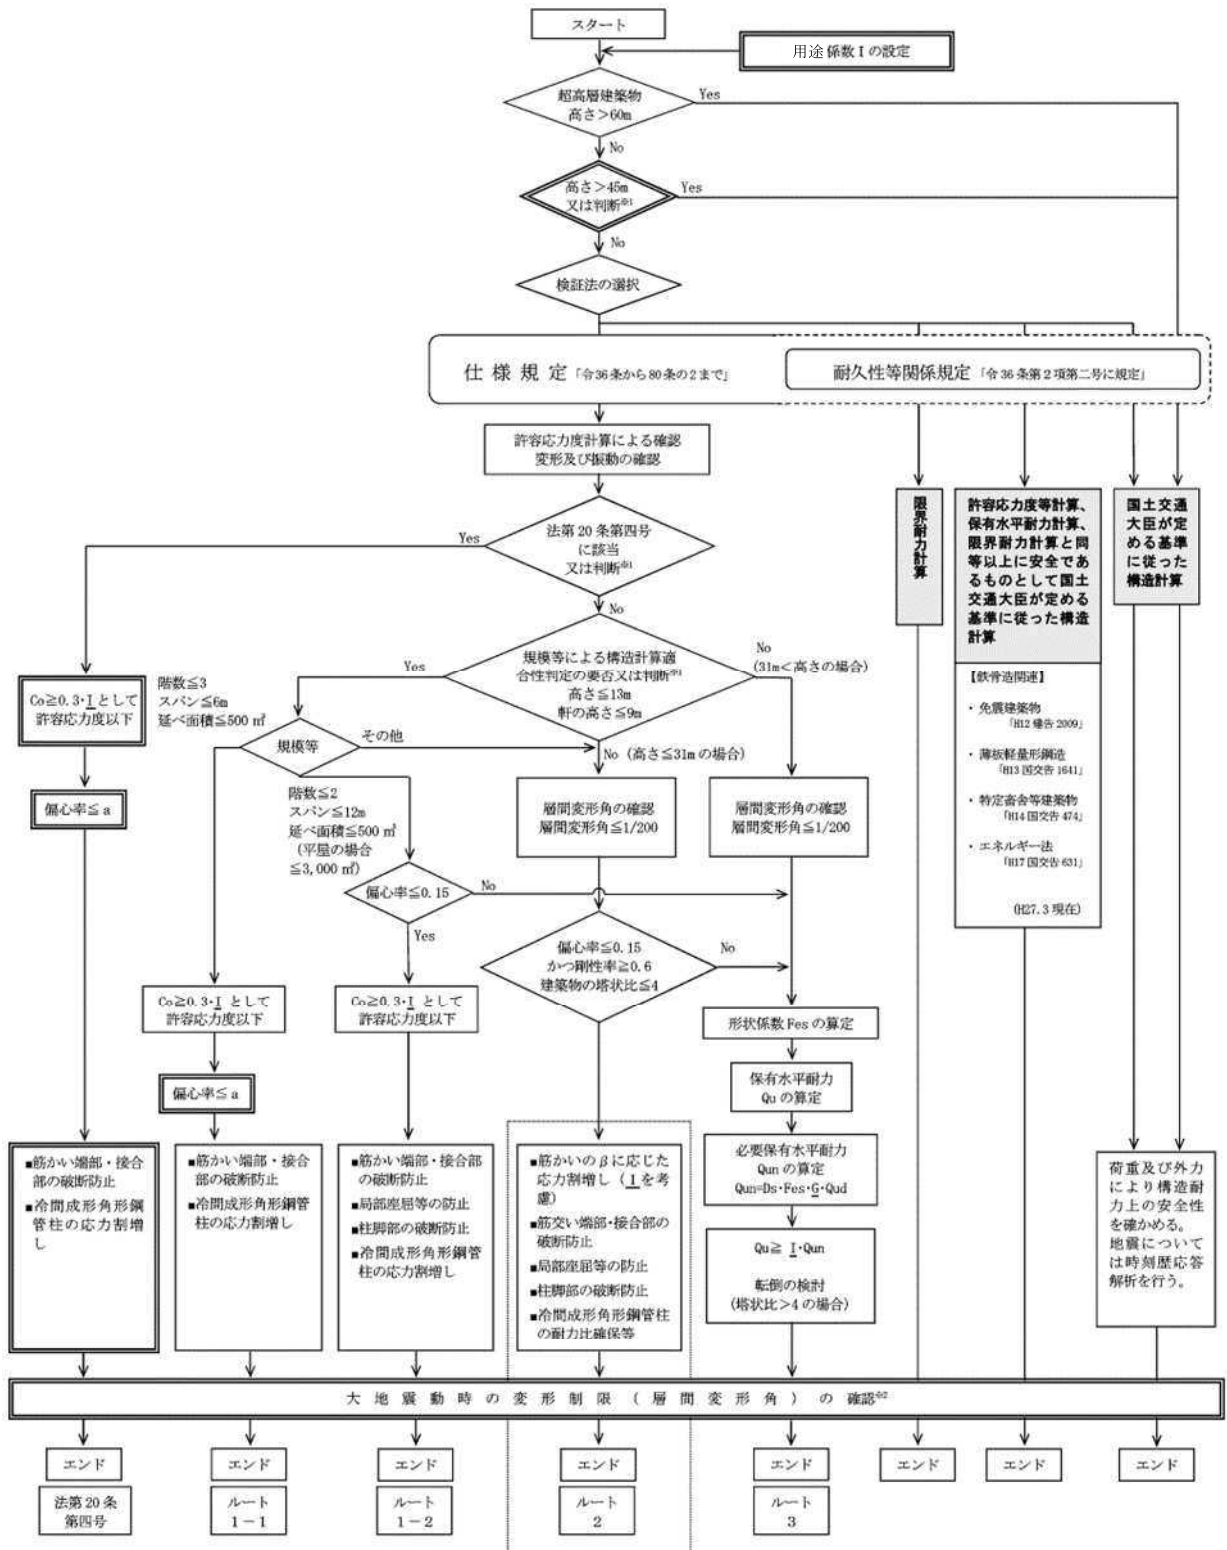 スタート
用途係数Iの設定
超高層建築物
高さ>60m
Yes
No
高さ>45m
又は判断※1
Yes
No
検証法の選択
仕様規定「令36条から80条の2まで」
耐久性等関係規定「令36条第2項第二号に規定」
許容応力度計算による確認
変形及び振動の確認
法第20条第四号
に該当
又は判断※1
Yes
No
限界耐力計算
許容応力度等計算、
保有水平耐力計算、
限界耐力計算と同
等以上に安全であ
るものとして国土
交通大臣が定める
基準に従った構造
計算
国土交通
大臣が定
める基準
に従った
構造計算
【鉄骨造関連】
・免震建築物
「H12建告2009」
・薄板軽量形鋼造
「H13国交告1641」
・特定畜舎等建築物
「H14国交告474」
・エネルギー法
「H17国交告631」
(H27.3現在)
規模等による構造計算適
合性判定の要否又は判断※1
高さ≦13m
軒の高さ≦9m
Yes
No
(31m<高さの場合)
Co≧0.3・Iとして
許容応力度以下
階数≦3
スパン≦6m
延べ面積≦500㎡
規模等
その他
No(高さ≦31mの場合)
偏心率≦a
階数≦2
スパン≦12m
延べ面積≦500㎡
(平屋の場合
≦3,000㎡)
層間変形角の確認
層間変形角≦1/200
層間変形角の確認
層間変形角≦1/200
偏心率≦0.15
No
Yes
偏心率≦0.15
かつ剛性率≧0.6
建築物の塔状比≦4
No
Co≧0.3・I として
許容応力度以下
Co≧0.3・I として
許容応力度以下
形状係数Fesの算定
偏心率≦a
保有水平耐力
Quの算定
必要保有水平耐力
Qunの算定
Qun=Ds・Fes・G・Qud
Qu≧ I・Qun
転倒の検討
(塔状比>4の場合)
■筋かい端部・接合
部の破断防止
■冷間成形角形鋼
管柱の応力割増
し
■筋かい端部・接合
部の破断防止
■冷間成形角形鋼管
柱の応力割増し
■筋かい端部・接合部
の破断防止
■局部座屈等の防止
■柱脚部の破断防止
■冷間成形角形鋼管
柱の応力割増し
■筋かいのβに応じた
応力割増し(Iを考
慮)
■筋交い端部・接合部の
破断防止
■局部座屈等の防止
■柱脚部の破断防止
■冷間成形角形鋼管柱
の耐力比確保等
荷重及び外力
により構造耐
力上の安全性
を確かめる。
地震について
は時刻歴応答
解析を行う。
大地震動時の変形制限(層間変形角)の確認※2
エンド
エンド
エンド
エンド
エンド
エンド
エンド
エンド
法第20条
第四号
ルート
1－1
ルート
1－2
ルート
2
ルート
3